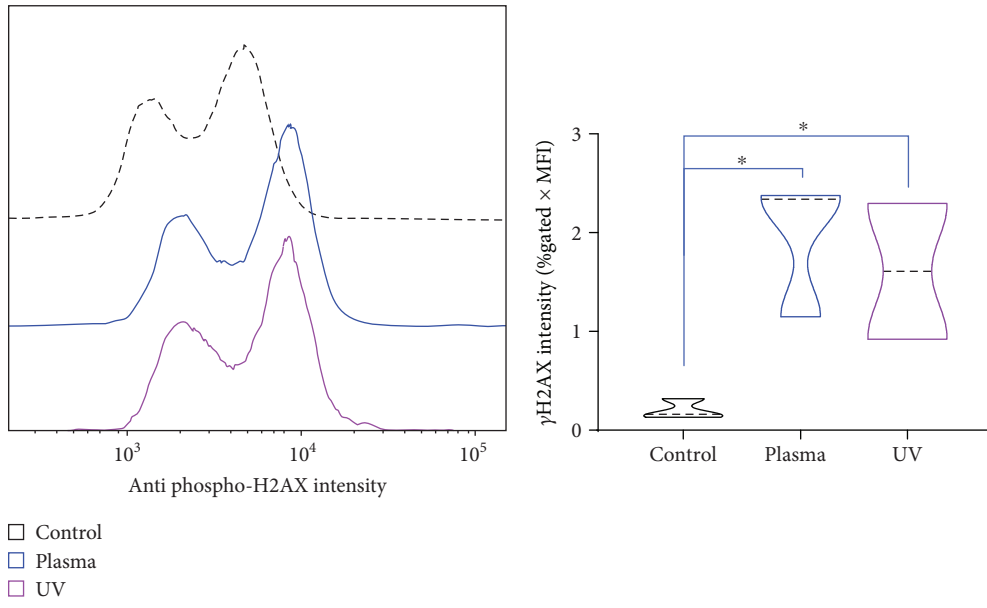 10³ 10⁴ 10⁵
Anti phospho-H2AX intensity
Control
Plasma
UV
γH2AX intensity (%gated × MFI)
3
2
1
0
*
*
Control Plasma UV